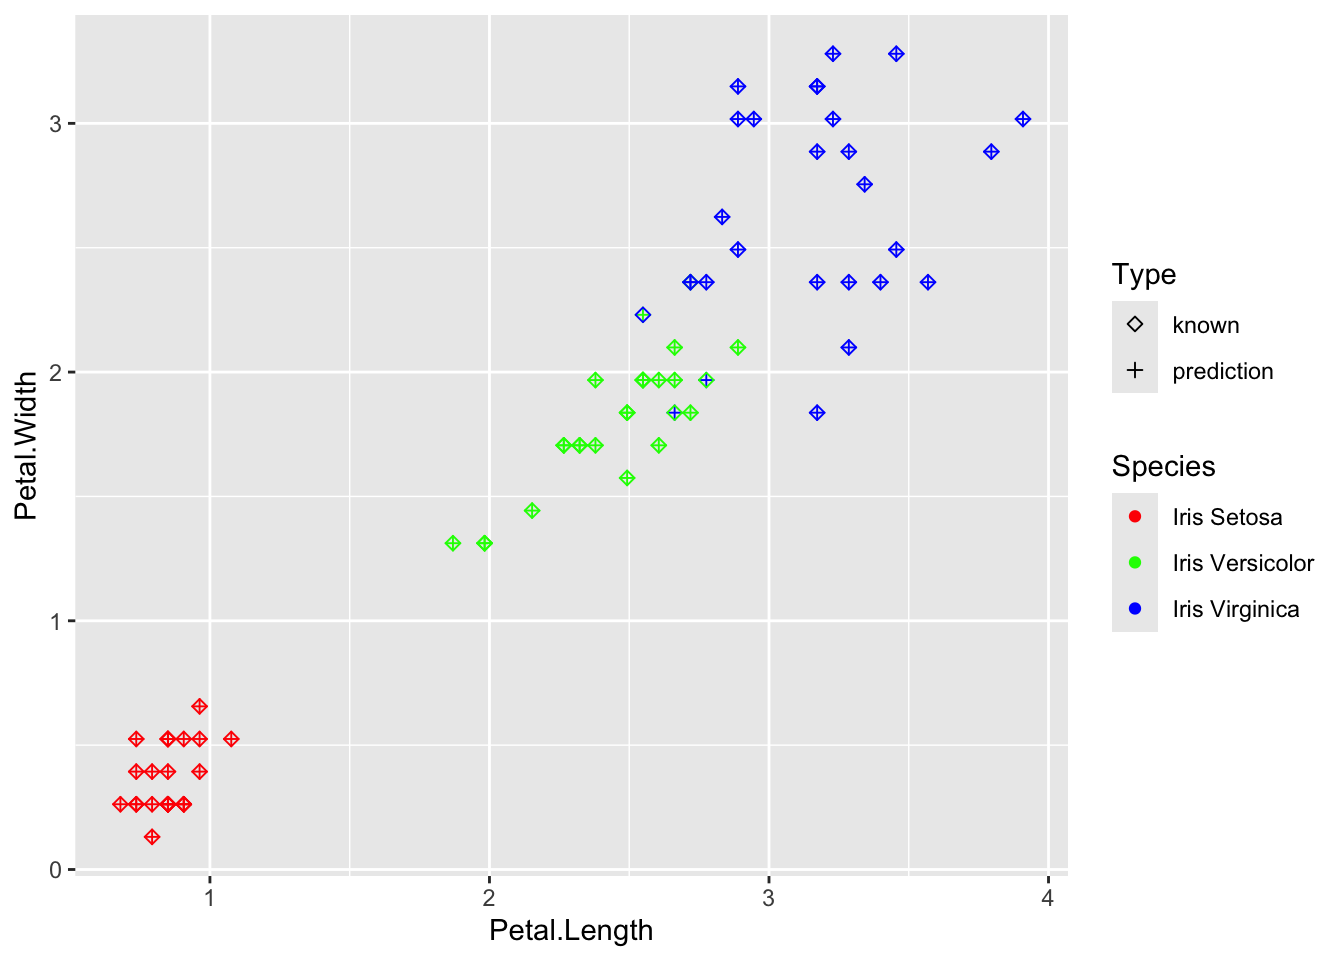 3
2
1
0
Petal.Width
1
2
3
4
Petal.Length
Type
known
prediction
Species
Iris Setosa
Iris Versicolor
Iris Virginica